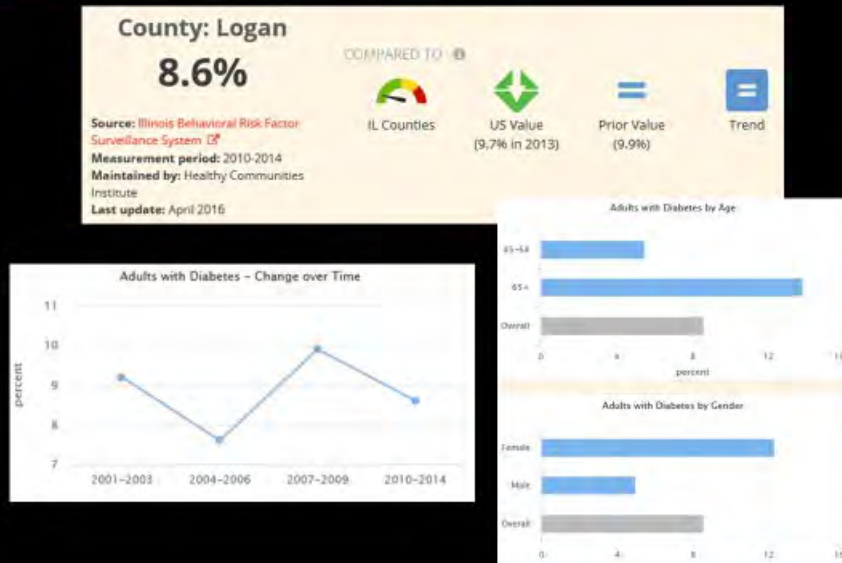 County: Logan
8.6%
COMPARED TO
Source: Illinois Behavioral Risk Factor
Surveillance System
Measurement period: 2010-2014
Maintained by: Healthy Communities
Institute
Last update: April 2016
IL Counties
US Value
(9.7% in 2013)
Prior Value
(9.9%)
Trend
Adults with Diabetes - Change over Time
11
10
9
8
7
percent
2001-2003 2004-2006 2007-2009 2010-2014
Adults with Diabetes by Age
65+
Overall
0 4 8 12
percent
Adults with Diabetes by Gender
Female
Male
Overall
0 4 8 12